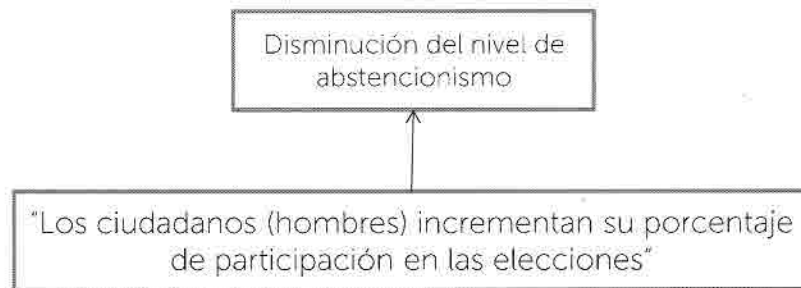 Disminución del nivel de
abstencionismo
"Los ciudadanos (hombres) incrementan su porcentaje
de participación en las elecciones"